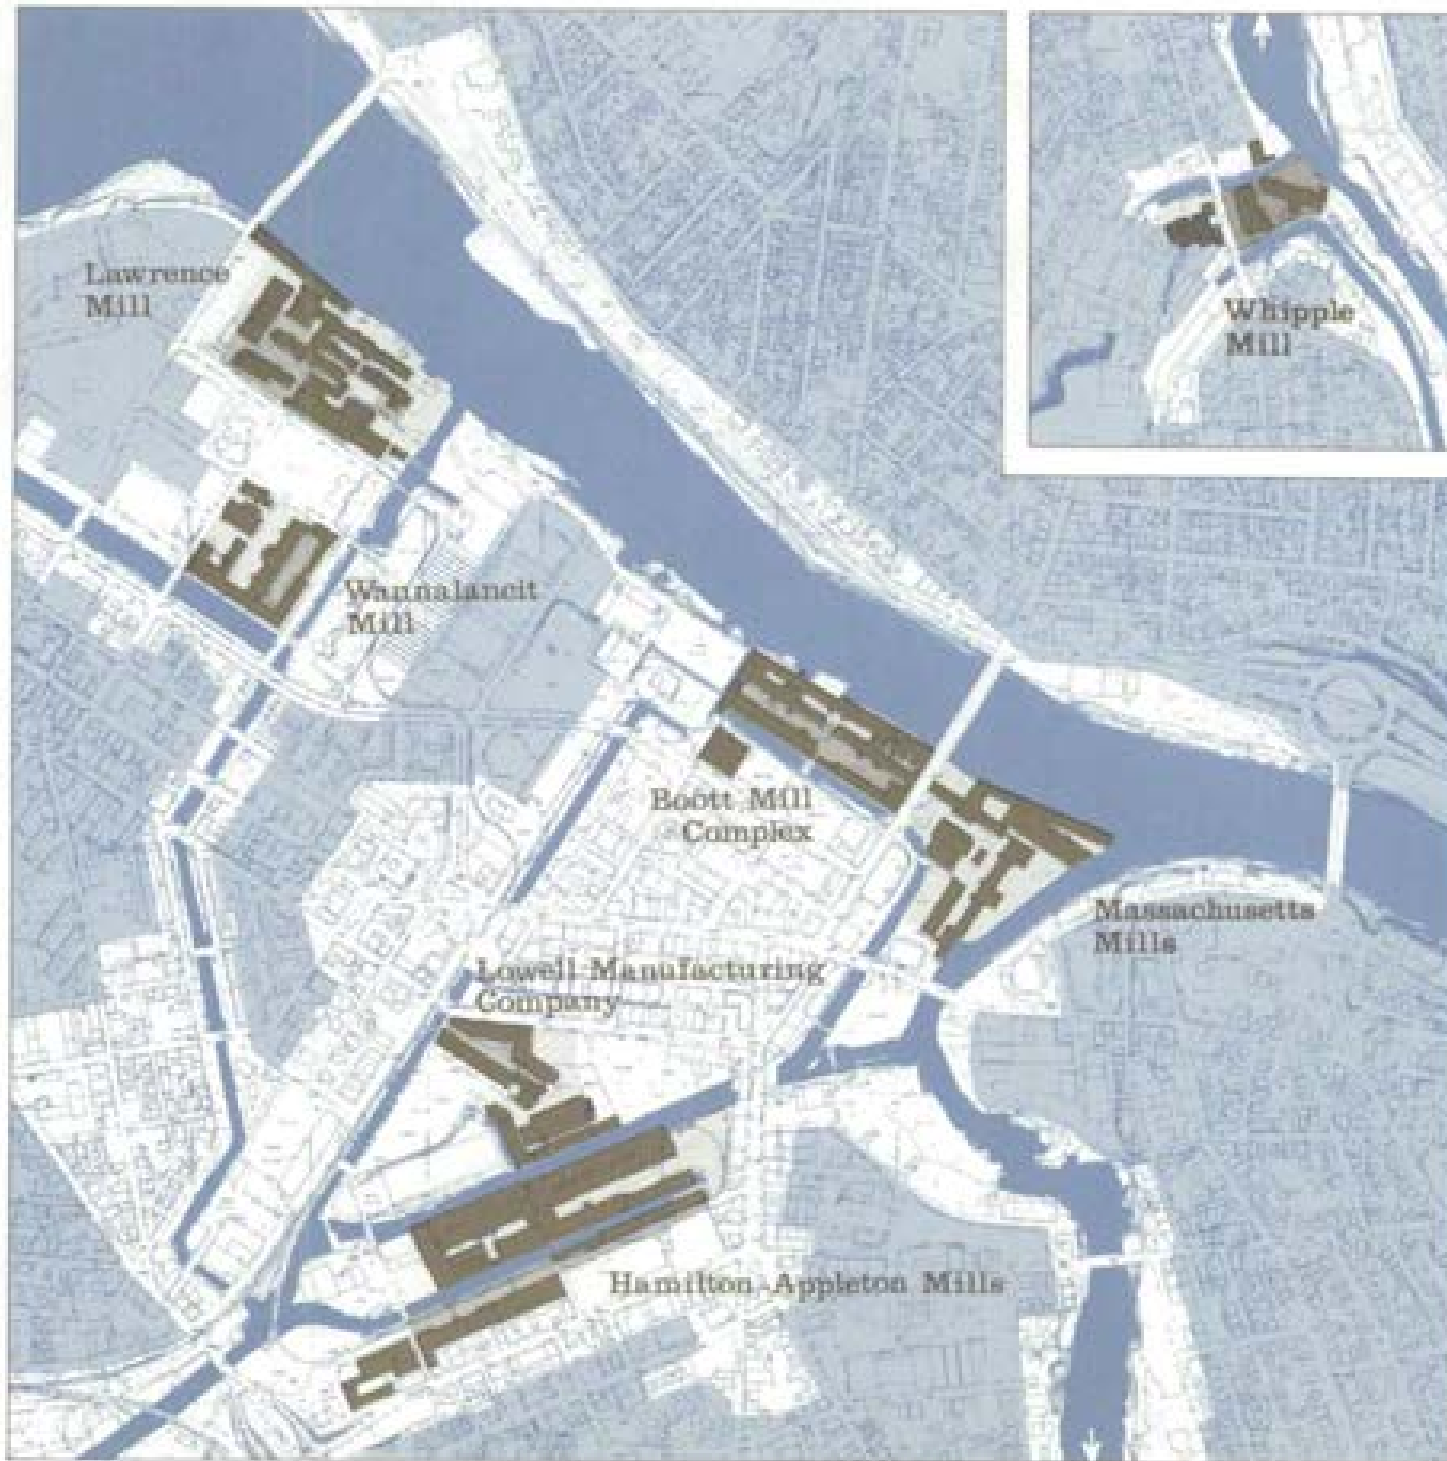 Lawrence
Mill
Whipple
Mill
Wannalancit
Mill
Boott Mill
Complex
Massachusetts
Mills
Lowell Manufacturing
Company
Hamilton-Appleton Mills